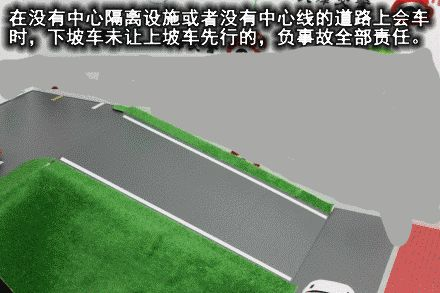 在没有中心隔离设施或者没有中心线的道路上会车
时，下坡车未让上坡车先行的，负事故全部责任。